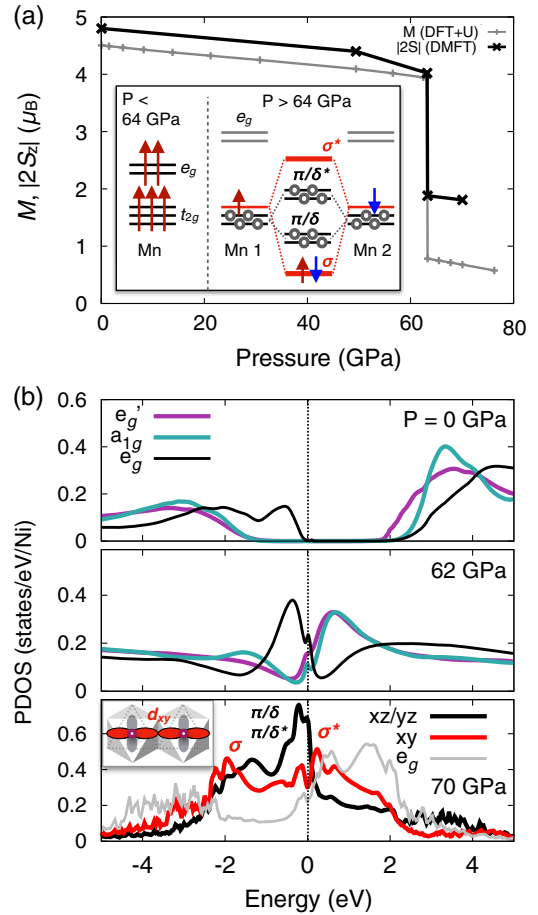 (a)
5
4
3
2
1
0
M, |2Sz| (μB)
M (DFT+U)
|2S| (DMFT)
P <
64 GPa
P > 64 GPa
eg
σ*
π/δ*
eg
π/δ
t2g
Mn
Mn 1
Mn 2
σ
0 20 40 60 80
Pressure (GPa)
(b)
0.6
0.4
0.2
0
eg'
a1g
eg
P = 0 GPa
0.4
0.2
0
62 GPa
PDOS (states/eV/Ni)
0.8
0.6
0.4
0.2
0
dxy
σ
π/δ
π/δ*
σ*
xz/yz
xy
eg
70 GPa
-4 -2 0 2 4
Energy (eV)